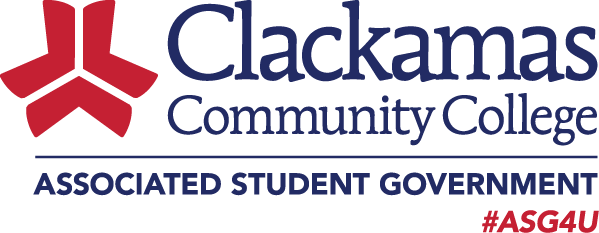 Clackamas
Community College
ASSOCIATED STUDENT GOVERNMENT
#ASG4U